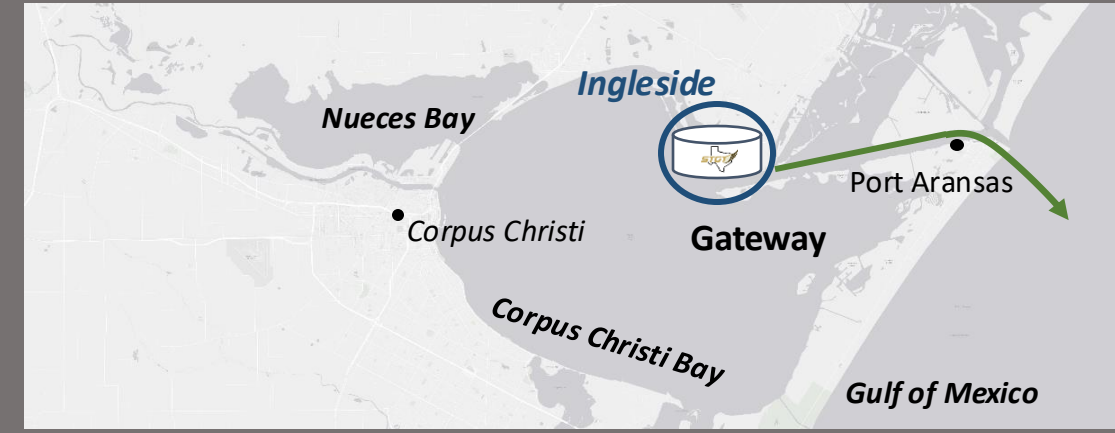 Ingleside
Nueces Bay
Port Aransas
Corpus Christi
Gateway
Corpus Christi Bay
Gulf of Mexico